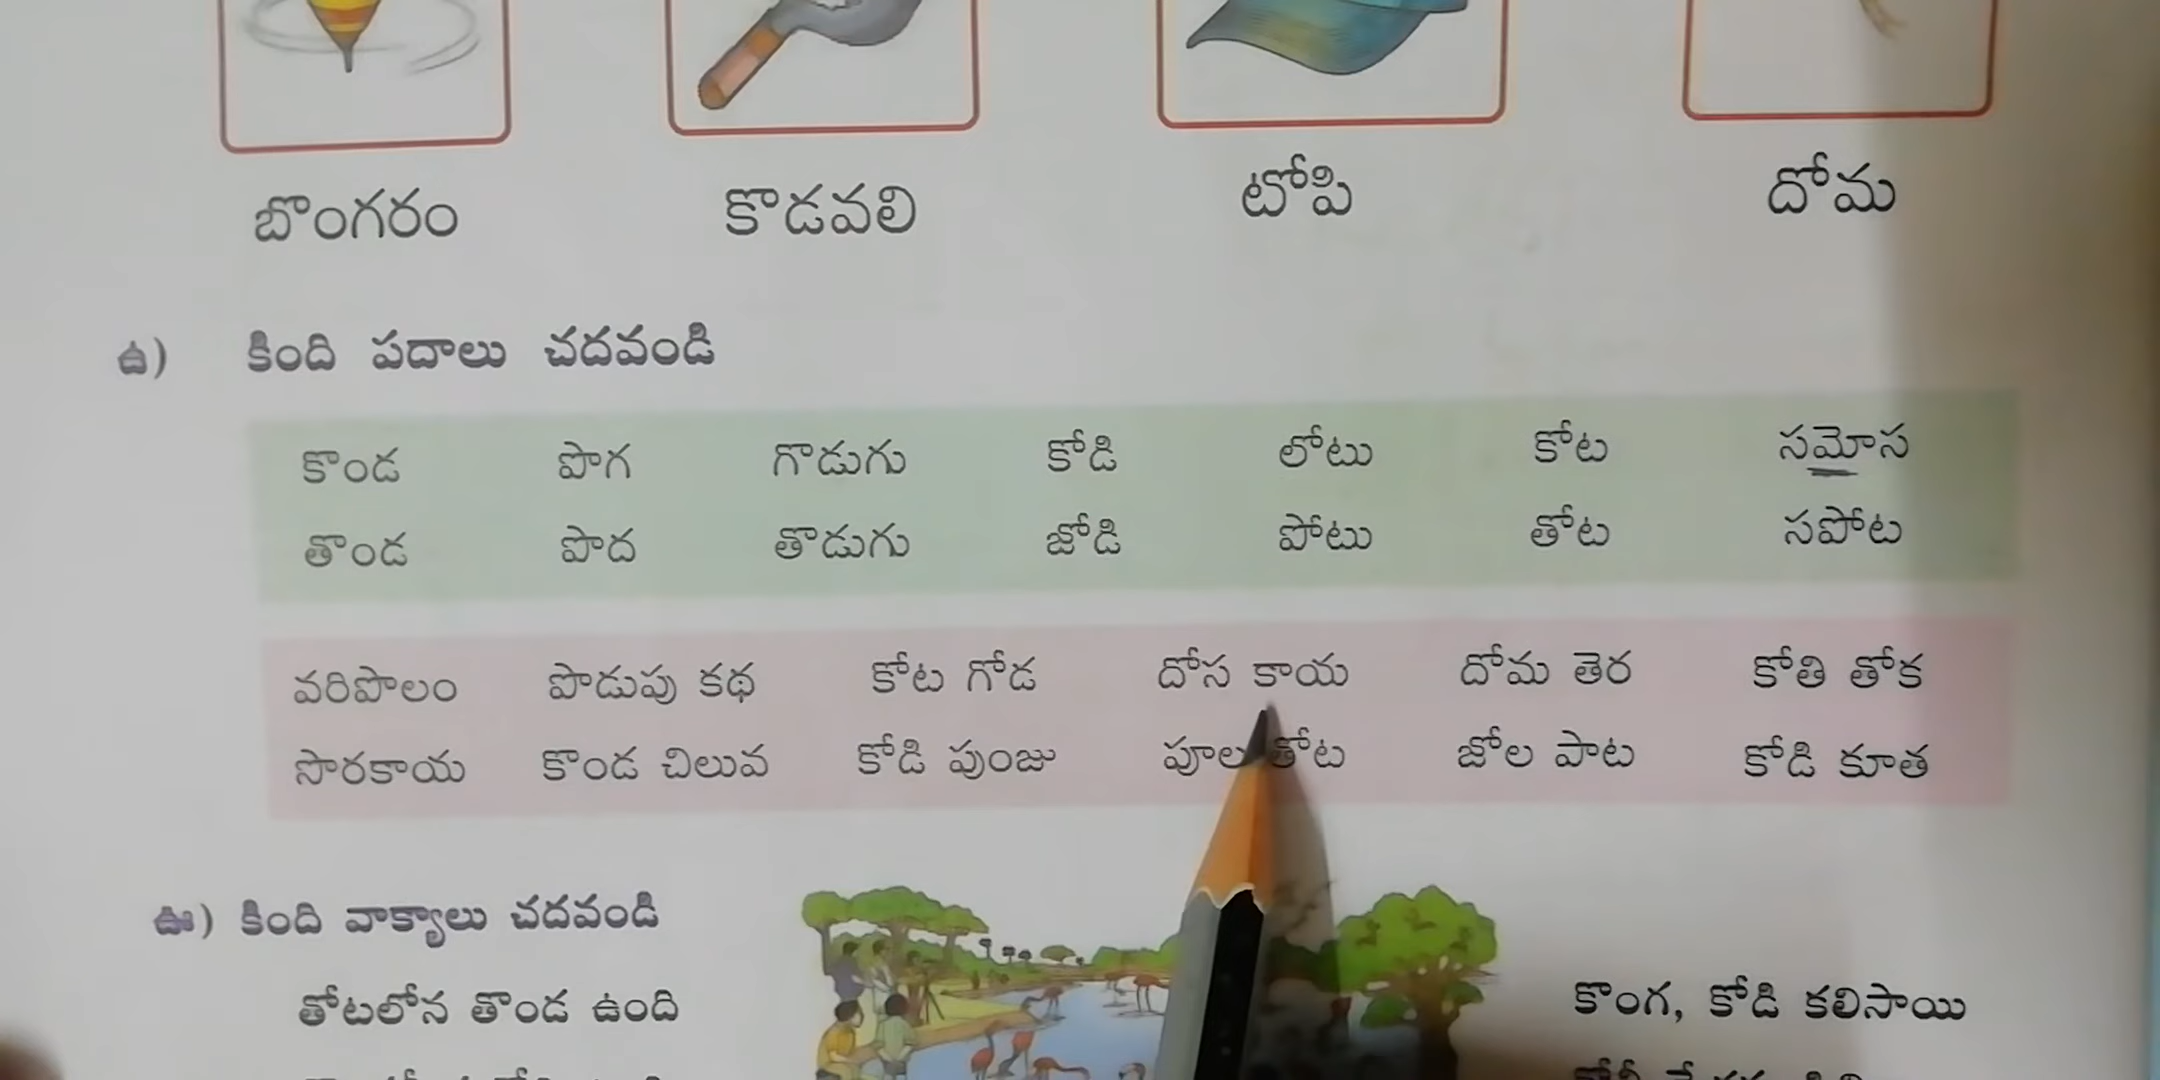 బొంగరం కొడవలి టోపి దోమ
ఉ) కింది పదాలు చదవండి
కొండ పొగ గొడుగు కోడి లోటు కోట సమోస
తొండ పొద తొడుగు జోడి పోటు తోట సపోట
వరిపొలం పొడుపు కథ కోట గోడ దోస కాయ దోమ తెర కోతి తోక
సొరకాయ కొండ చిలువ కోడి పుంజు పూల తోట జోల పాట కోడి కూత
ఊ) కింది వాక్యాలు చదవండి
తోటలోన తొండ ఉంది
కొంగ, కోడి కలిసాయి